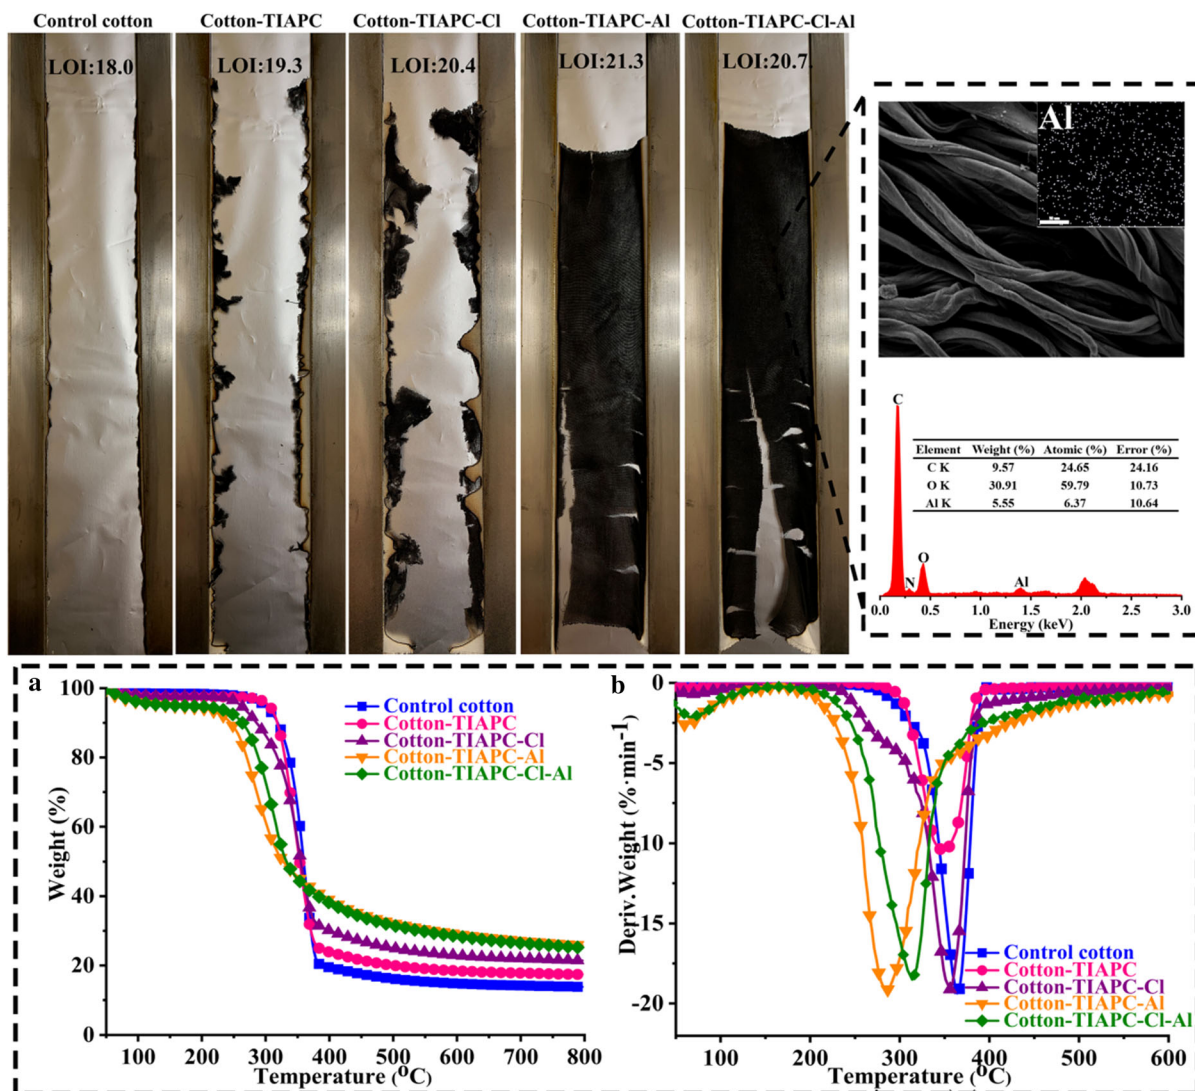 Control cotton
Cotton-TIAPC
Cotton-TIAPC-Cl
Cotton-TIAPC-Al
Cotton-TIAPC-Cl-Al
LOI:18.0
LOI:19.3
LOI:20.4
LOI:21.3
LOI:20.7
Al
C
N
O
Al
Element Weight (%) Atomic (%) Error (%)
C K 9.57 24.65 24.16
O K 30.91 59.79 10.73
Al K 5.55 6.37 10.64
0.0 0.5 1.0 1.5 2.0 2.5 3.0
Energy (keV)
a
100
80
60
40
20
0
Weight (%)
Control cotton
Cotton-TIAPC
Cotton-TIAPC-Cl
Cotton-TIAPC-Al
Cotton-TIAPC-Cl-Al
100 200 300 400 500 600 700 800
Temperature (°C)
b
0
-5
-10
-15
-20
Deriv.Weight (%·min⁻¹)
Control cotton
Cotton-TIAPC
Cotton-TIAPC-Cl
Cotton-TIAPC-Al
Cotton-TIAPC-Cl-Al
100 200 300 400 500 600
Temperature (°C)